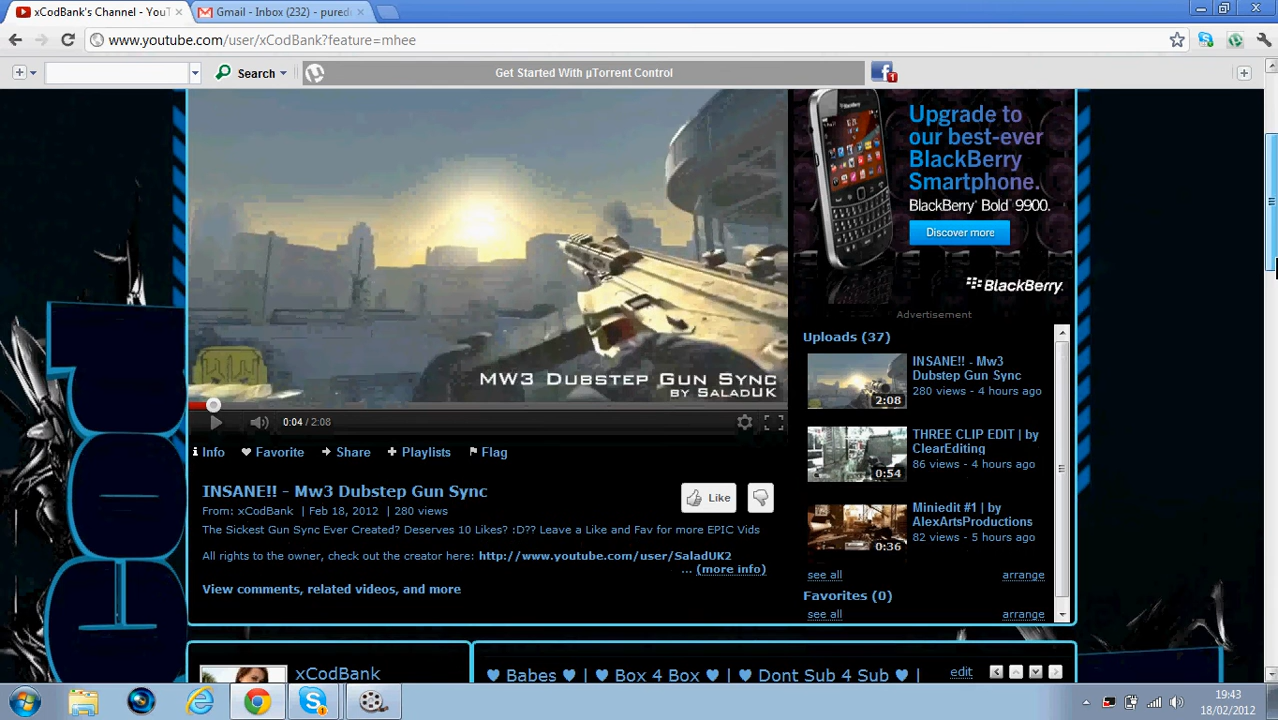 xCodBank's Channel - YouT
Gmail - Inbox (232) - pured
www.youtube.com/user/xCodBank?feature=mhee
Search
Get Started With µTorrent Control
1
Upgrade to
our best-ever
BlackBerry
Smartphone.
BlackBerry® Bold™ 9900.
Discover more
BlackBerry.
Advertisement
MW3 Dubstep Gun Sync
by SaladUK
0:04 / 2:08
Info
Favorite
Share
Playlists
Flag
INSANE!! - Mw3 Dubstep Gun Sync
Like
From: xCodBank | Feb 18, 2012 | 280 views
The Sickest Gun Sync Ever Created? Deserves 10 Likes? :D?? Leave a Like and Fav for more EPIC Vids
All rights to the owner, check out the creator here: http://www.youtube.com/user/SaladUK2
... (more info)
View comments, related videos, and more
Uploads (37)
INSANE!! - Mw3
Dubstep Gun Sync
280 views - 4 hours ago
2:08
THREE CLIP EDIT | by
ClearEditing
86 views - 4 hours ago
0:54
Miniedit #1 | by
AlexArtsProductions
82 views - 5 hours ago
0:36
see all
arrange
Favorites (0)
see all
arrange
xCodBank
♥ Babes ♥ | ♥ Box 4 Box ♥ | ♥ Dont Sub 4 Sub ♥ |
edit
19:43
18/02/2012